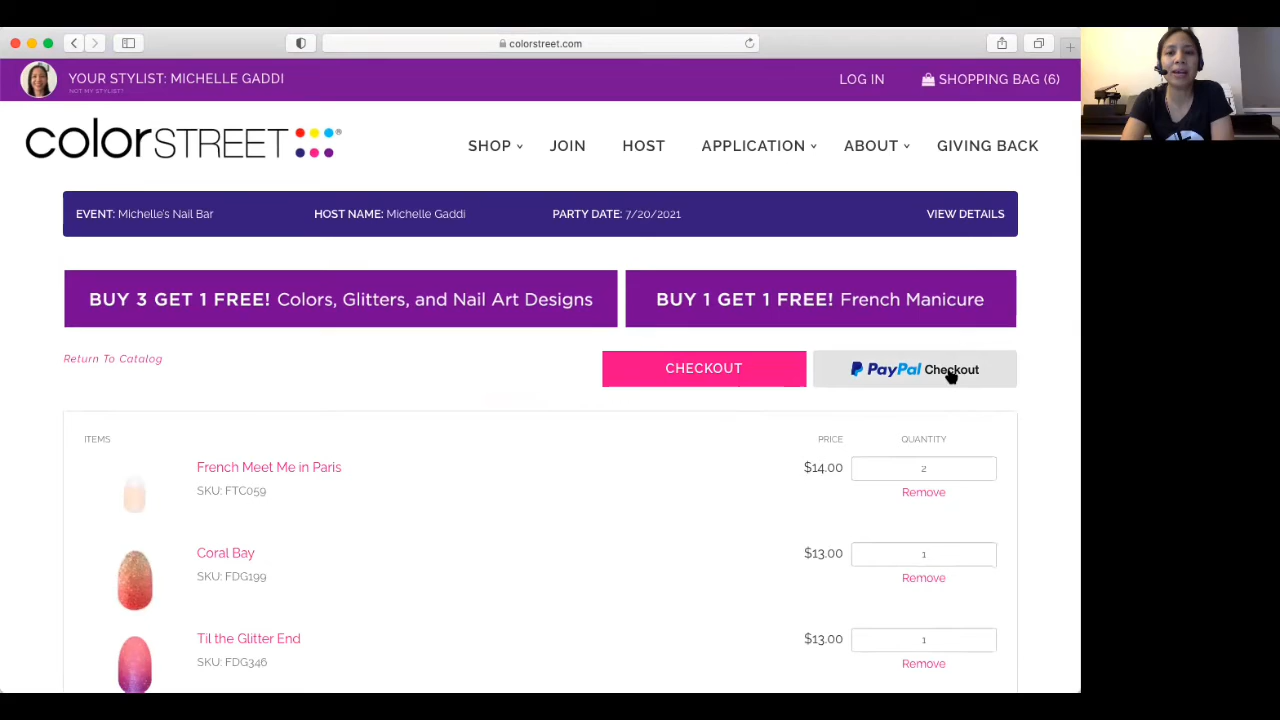 colorstreet.com
YOUR STYLIST: MICHELLE GADDI
NOT MY STYLIST?
LOG IN
SHOPPING BAG (6)
colorSTREET®
SHOP
JOIN
HOST
APPLICATION
ABOUT
GIVING BACK
EVENT: Michelle's Nail Bar
HOST NAME: Michelle Gaddi
PARTY DATE: 7/20/2021
VIEW DETAILS
BUY 3 GET 1 FREE! Colors, Glitters, and Nail Art Designs
BUY 1 GET 1 FREE! French Manicure
Return To Catalog
CHECKOUT
PayPal Checkout
ITEMS
PRICE
QUANTITY
French Meet Me in Paris
$14.00
2
SKU: FTC059
Remove
Coral Bay
$13.00
1
SKU: FDG199
Remove
Til the Glitter End
$13.00
1
SKU: FDG346
Remove